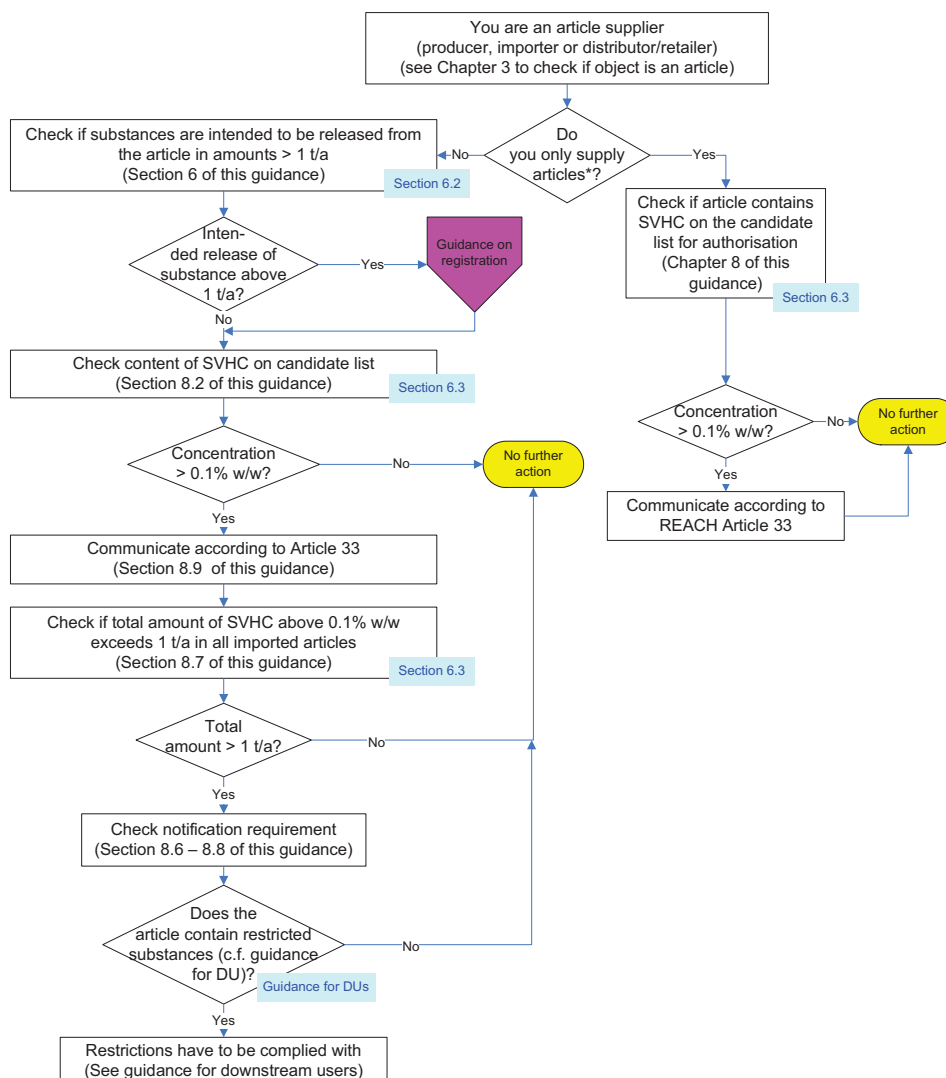 You are an article supplier
(producer, importer or distributor/retailer)
(see Chapter 3 to check if object is an article)
Do
you only supply
articles*?
No
Yes
Check if substances are intended to be released from
the article in amounts > 1 t/a
(Section 6 of this guidance)
Section 6.2
Check if article contains
SVHC on the candidate
list for authorisation
(Chapter 8 of this
guidance)
Section 6.3
Inten-
ded release of
substance above
1 t/a?
Yes
Guidance on
registration
No
Check content of SVHC on candidate list
(Section 8.2 of this guidance)
Section 6.3
Concentration
> 0.1% w/w?
No
No further
action
Yes
Communicate according to
REACH Article 33
Concentration
> 0.1% w/w?
No
No further
action
Yes
Communicate according to Article 33
(Section 8.9 of this guidance)
Check if total amount of SVHC above 0.1% w/w
exceeds 1 t/a in all imported articles
(Section 8.7 of this guidance)
Section 6.3
Total
amount > 1 t/a?
No
Yes
Check notification requirement
(Section 8.6 – 8.8 of this guidance)
Does the
article contain restricted
substances (c.f. guidance
for DU)?
No
Guidance for DUs
Yes
Restrictions have to be complied with
(See guidance for downstream users)